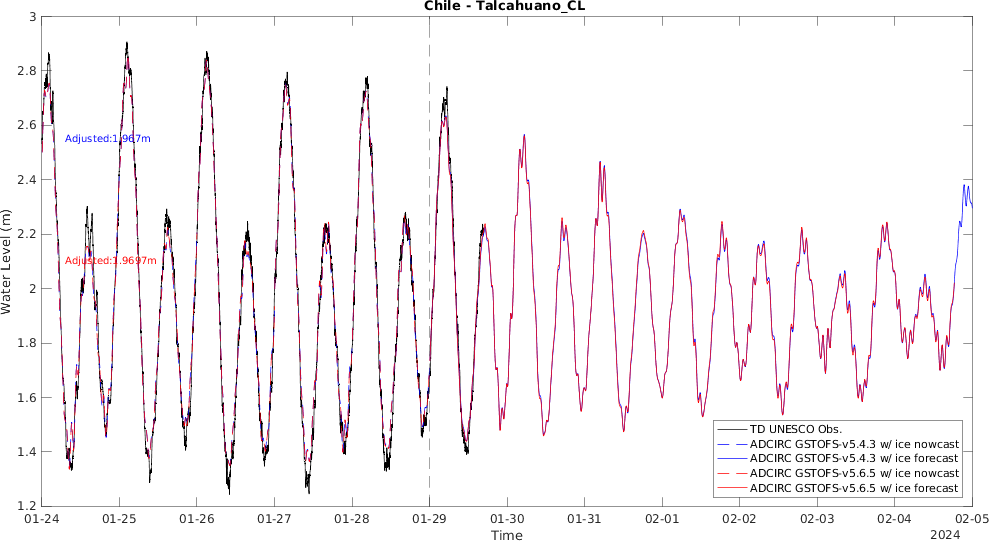 Chile - Talcahuano_CL
3
2.8
2.6
2.4
2.2
2
1.8
1.6
1.4
1.2
Water Level (m)
Adjusted:1.967m
Adjusted:1.9697m
TD UNESCO Obs.
ADCIRC GSTOFS-v5.4.3 w/ ice nowcast
ADCIRC GSTOFS-v5.4.3 w/ ice forecast
ADCIRC GSTOFS-v5.6.5 w/ ice nowcast
ADCIRC GSTOFS-v5.6.5 w/ ice forecast
01-24 01-25 01-26 01-27 01-28 01-29 01-30 01-31 02-01 02-02 02-03 02-04 02-05
Time
2024